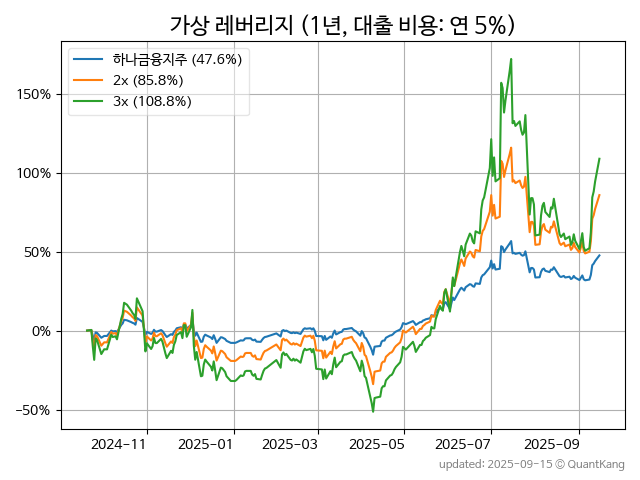 가상 레버리지 (1년, 대출 비용: 연 5%)
하나금융지주 (47.6%)
2x (85.8%)
3x (108.8%)
150%
100%
50%
0%
−50%
2024-11
2025-01
2025-03
2025-05
2025-07
2025-09
updated: 2025-09-15 © QuantKang